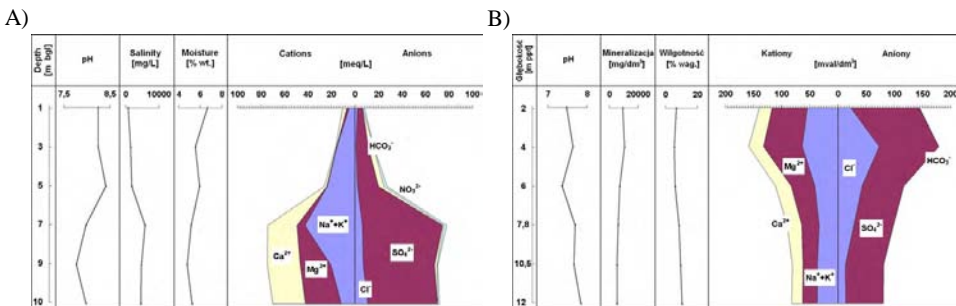 A)
Depth [m bgl]
pH
Salinity [mg/L]
Moisture [% wt.]
Cations
Anions
[meq/L]
7,5 8,5
0 10000
4 6 8
100 80 60 40 20 0 20 40 60 80 100
1
3
5
7
9
10
HCO₃⁻
NO₃²⁻
Na⁺+K⁺
Ca²⁺
Mg²⁺
SO₄²⁻
Cl⁻
B)
Głębokość [m ppt]
pH
Mineralizacja [mg/dm³]
Wilgotność [% wag.]
Kationy
Aniony
[mval/dm³]
7 8
0 20000
0 20
200 150 100 50 0 50 100 150 200
2
4
6
7,8
10,5
12
Mg²⁺
Cl⁻
HCO₃⁻
Ca²⁺
SO₄²⁻
Na⁺+K⁺